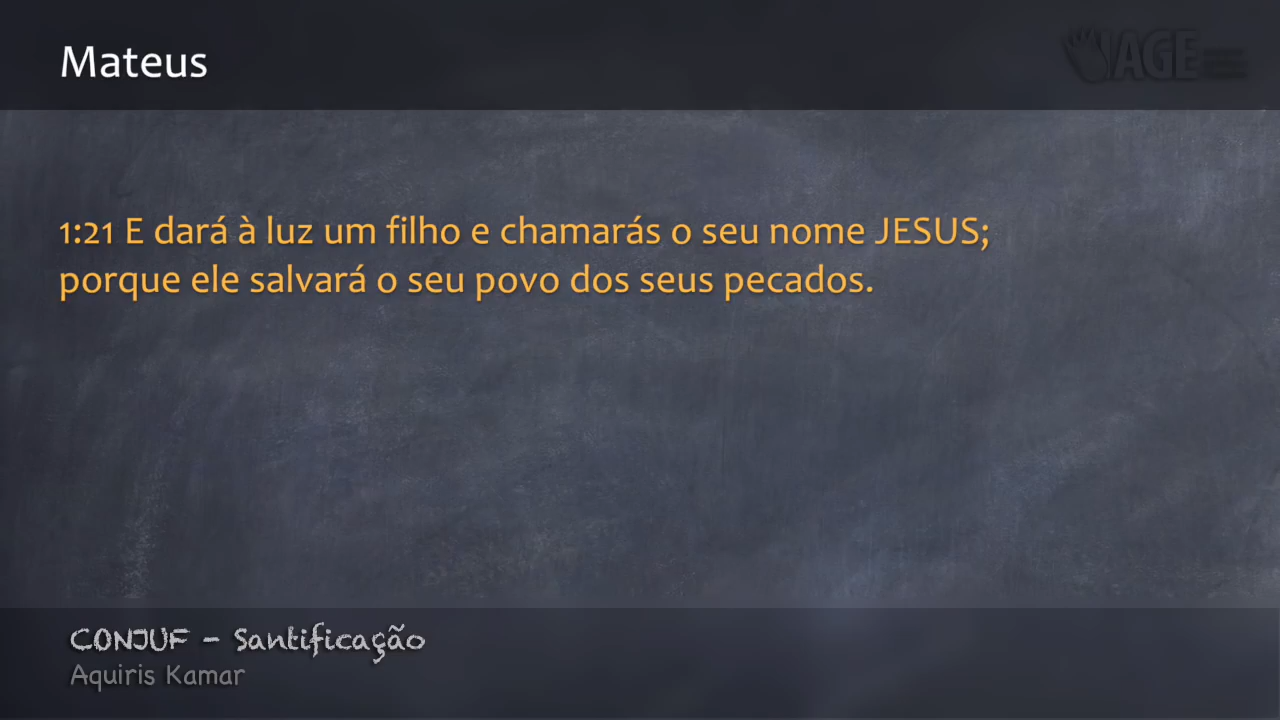 Mateus
IAGE
1:21 E dará à luz um filho e chamarás o seu nome JESUS;
porque ele salvará o seu povo dos seus pecados.
CONJUF - Santificação
Aquiris Kamar